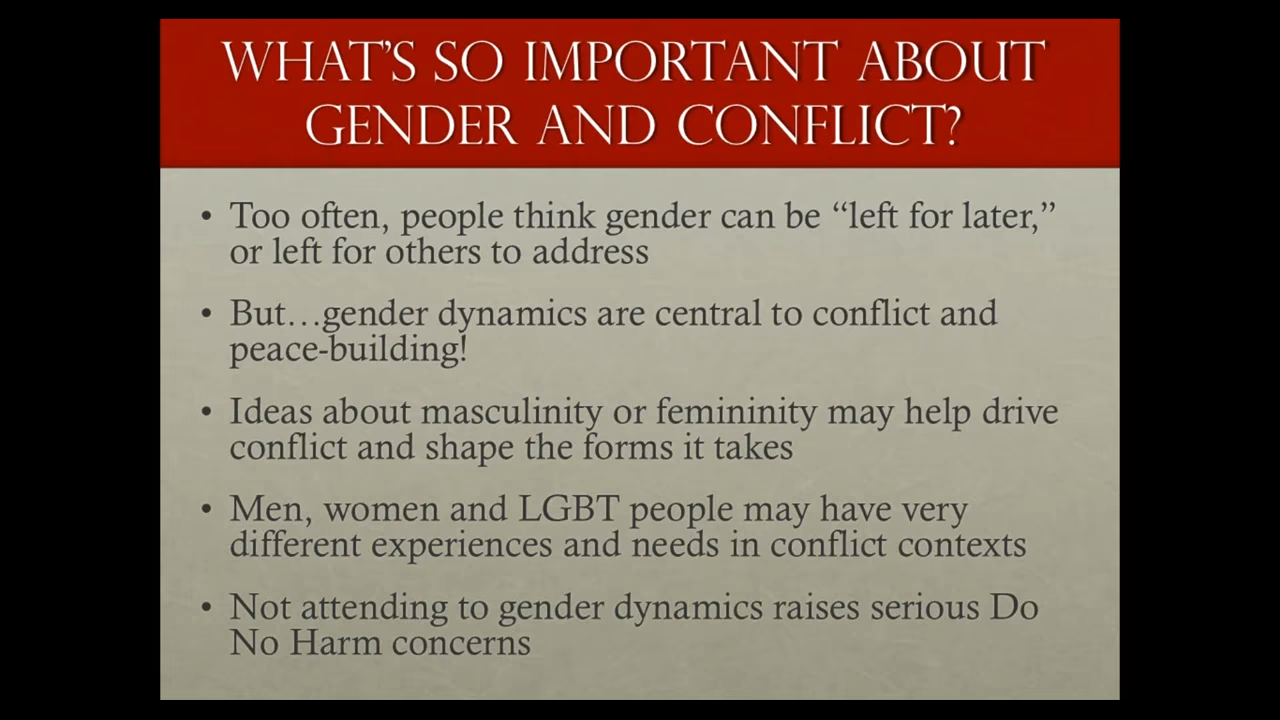 WHAT'S SO IMPORTANT ABOUT
GENDER AND CONFLICT?
• Too often, people think gender can be “left for later,”
or left for others to address
• But…gender dynamics are central to conflict and
peace-building!
• Ideas about masculinity or femininity may help drive
conflict and shape the forms it takes
• Men, women and LGBT people may have very
different experiences and needs in conflict contexts
• Not attending to gender dynamics raises serious Do
No Harm concerns